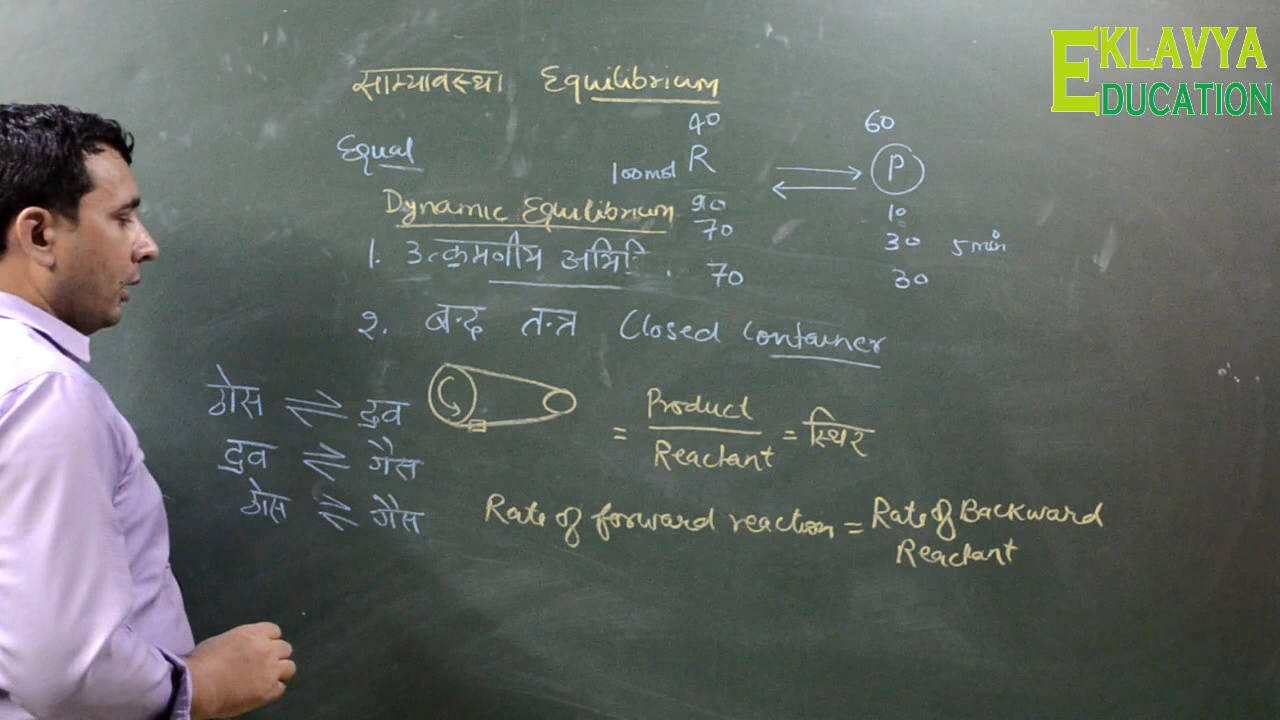 EKLAVYA
EDUCATION
साम्यावस्था Equilibrium
40 60
Equal 100mol R ⇌ P
Dynamic Equilibrium 90 10
70 30 5 min
1. उत्क्रमणीय अभिि.
70 30
2. बन्द तन्त्र Closed Container
ठोस ⇌ द्रव
= Product / Reactant = स्थिर
द्रव ⇌ गैस
ठोस ⇌ गैस
Rate of forward reaction = Rate of Backward
Reactant